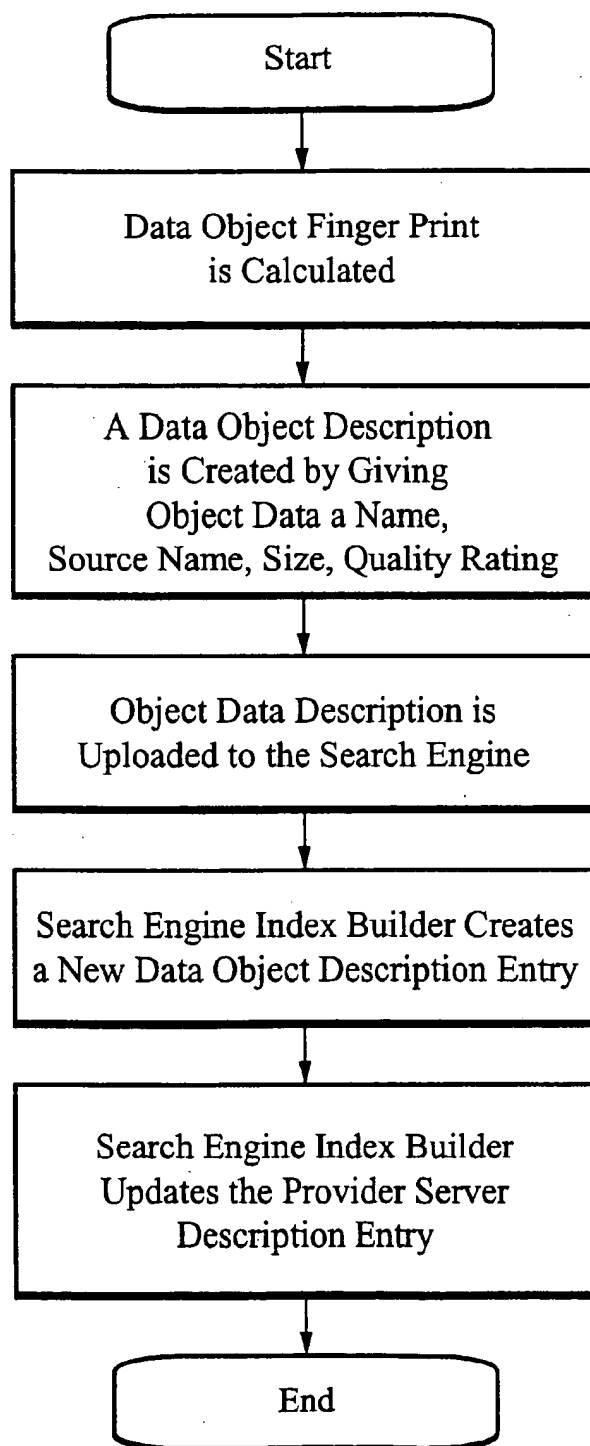 Start
Data Object Finger Print
is Calculated
A Data Object Description
is Created by Giving
Object Data a Name,
Source Name, Size, Quality Rating
Object Data Description is
Uploaded to the Search Engine
Search Engine Index Builder Creates
a New Data Object Description Entry
Search Engine Index Builder
Updates the Provider Server
Description Entry
End